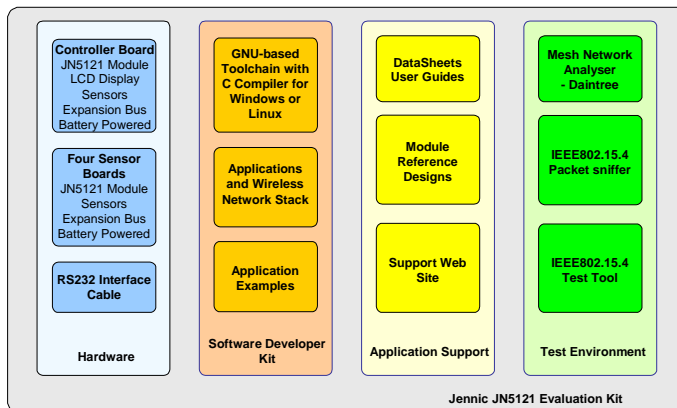 Controller Board
JN5121 Module
LCD Display
Sensors
Expansion Bus
Battery Powered
Four Sensor
Boards
JN5121 Module
Sensors
Expansion Bus
Battery Powered
RS232 Interface
Cable
Hardware
GNU-based
Toolchain with
C Compiler for
Windows or
Linux
Applications
and Wireless
Network Stack
Application
Examples
Software Developer
Kit
DataSheets
User Guides
Module
Reference
Designs
Support Web
Site
Application Support
Mesh Network
Analyser
- Daintree
IEEE802.15.4
Packet sniffer
IEEE802.15.4
Test Tool
Test Environment
Jennic JN5121 Evaluation Kit